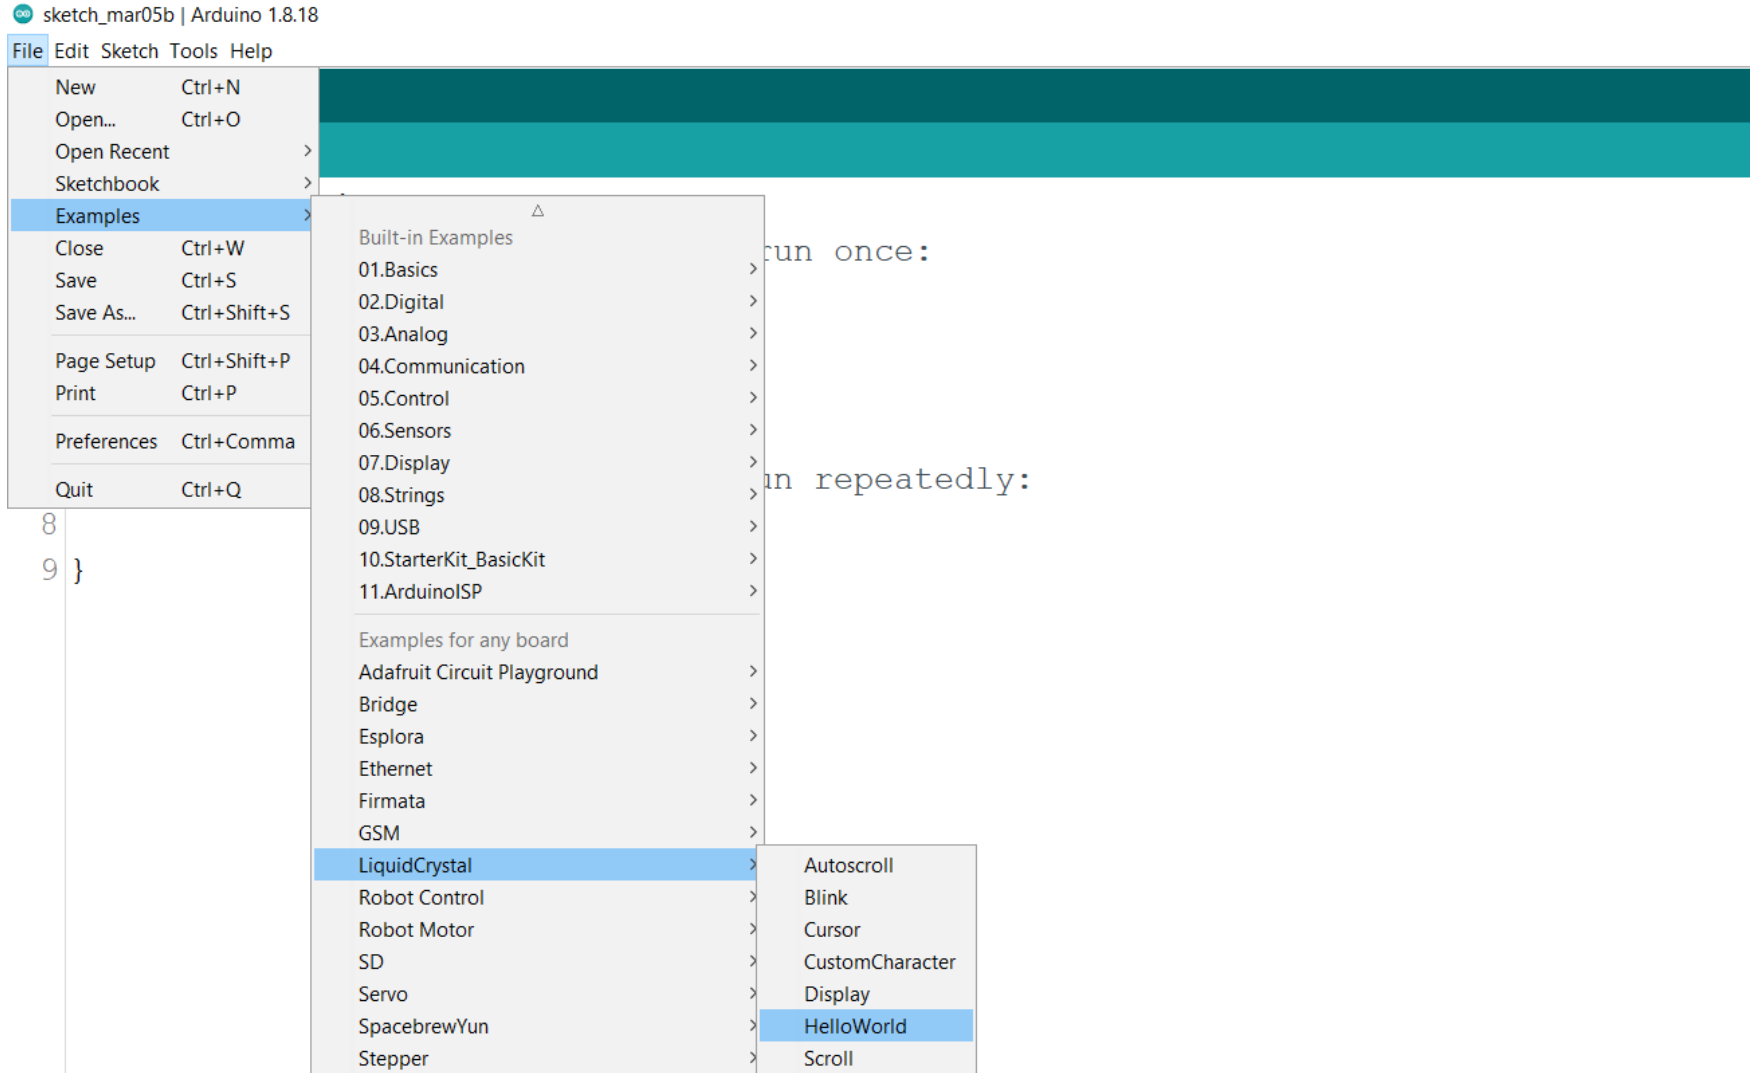 sketch_mar05b | Arduino 1.8.18
File Edit Sketch Tools Help
New Ctrl+N
Open... Ctrl+O
Open Recent
Sketchbook
Examples
Close Ctrl+W
Save Ctrl+S
Save As... Ctrl+Shift+S
Page Setup Ctrl+Shift+P
Print Ctrl+P
Preferences Ctrl+Comma
Quit Ctrl+Q
Built-in Examples
01.Basics
02.Digital
03.Analog
04.Communication
05.Control
06.Sensors
07.Display
08.Strings
09.USB
10.StarterKit_BasicKit
11.ArduinoISP
Examples for any board
Adafruit Circuit Playground
Bridge
Esplora
Ethernet
Firmata
GSM
LiquidCrystal
Robot Control
Robot Motor
SD
Servo
SpacebrewYun
Stepper
Autoscroll
Blink
Cursor
CustomCharacter
Display
HelloWorld
Scroll
run once:
un repeatedly:
8
9 }